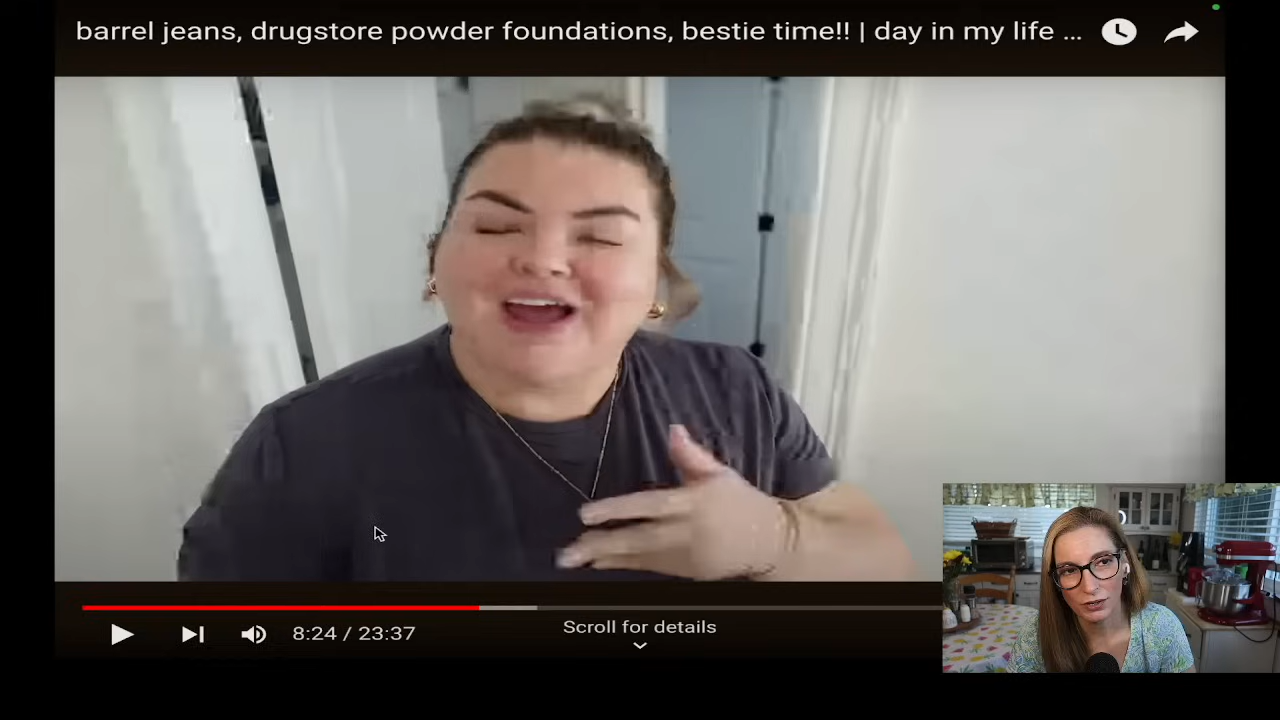 barrel jeans, drugstore powder foundations, bestie time!! | day in my life ...
8:24 / 23:37
Scroll for details